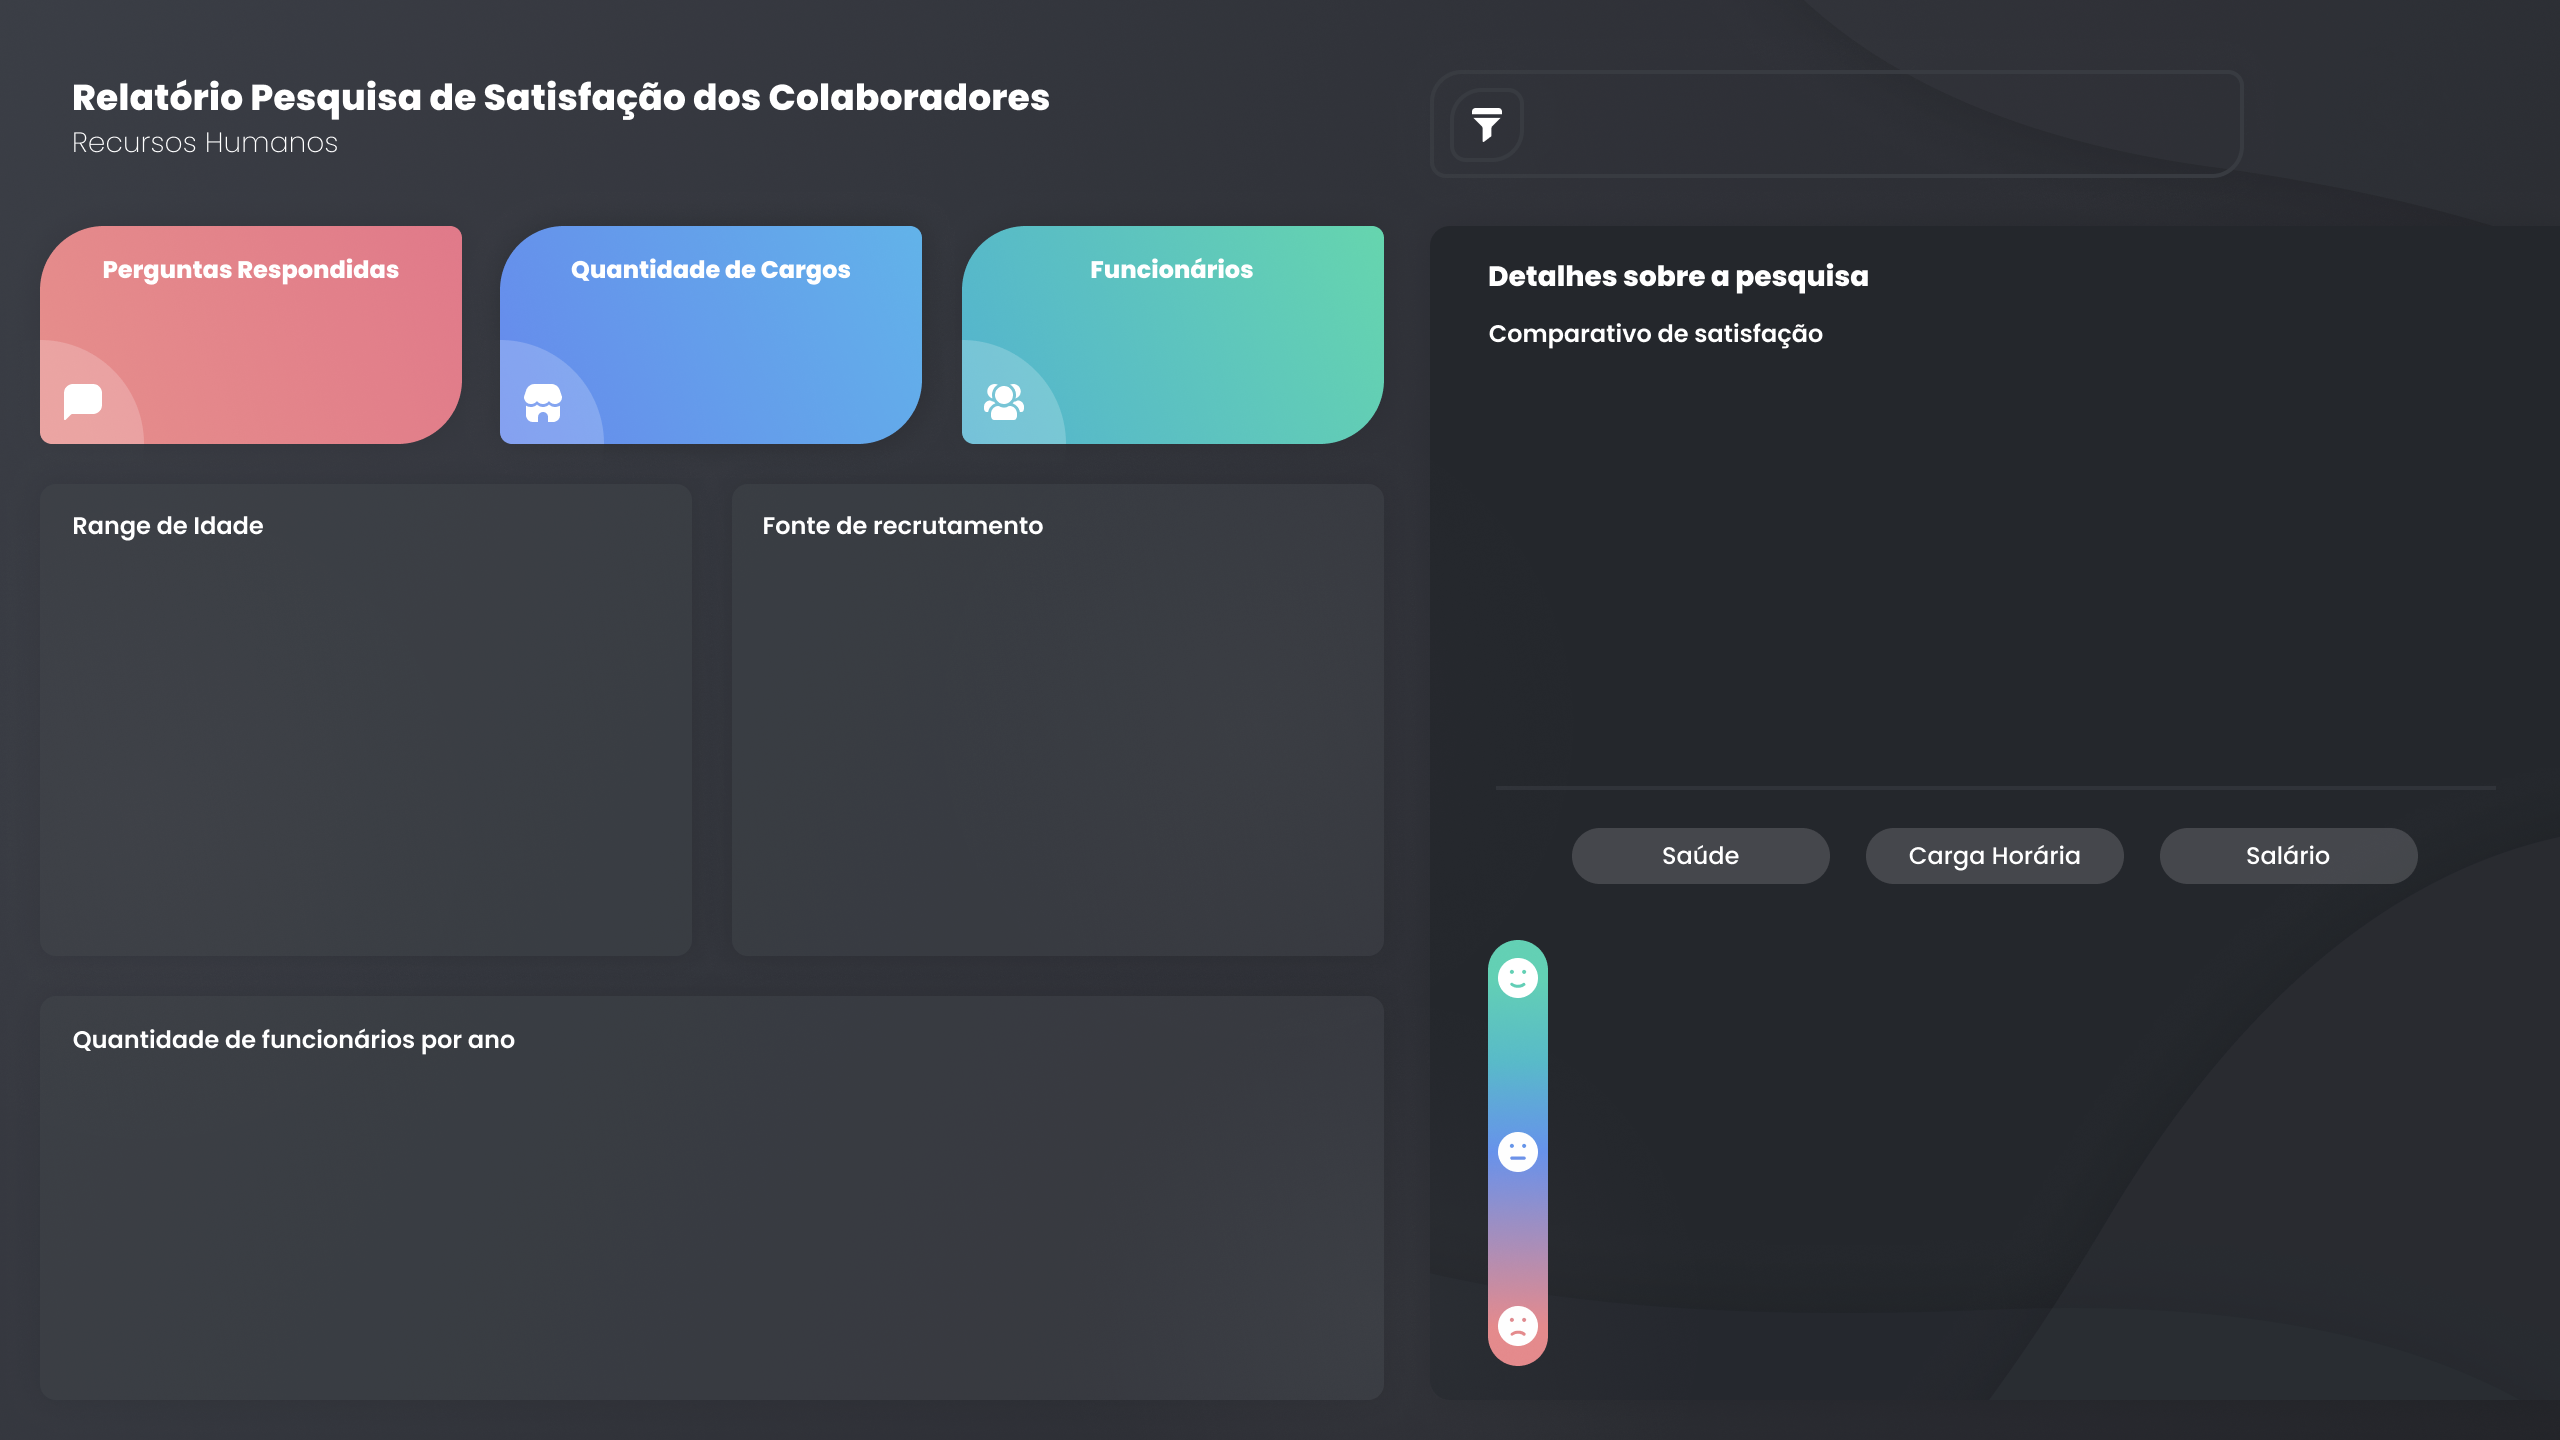 Relatório Pesquisa de Satisfação dos Colaboradores
Recursos Humanos
Perguntas Respondidas
Quantidade de Cargos
Funcionários
Range de Idade
Fonte de recrutamento
Quantidade de funcionários por ano
Detalhes sobre a pesquisa
Comparativo de satisfação
Saúde
Carga Horária
Salário